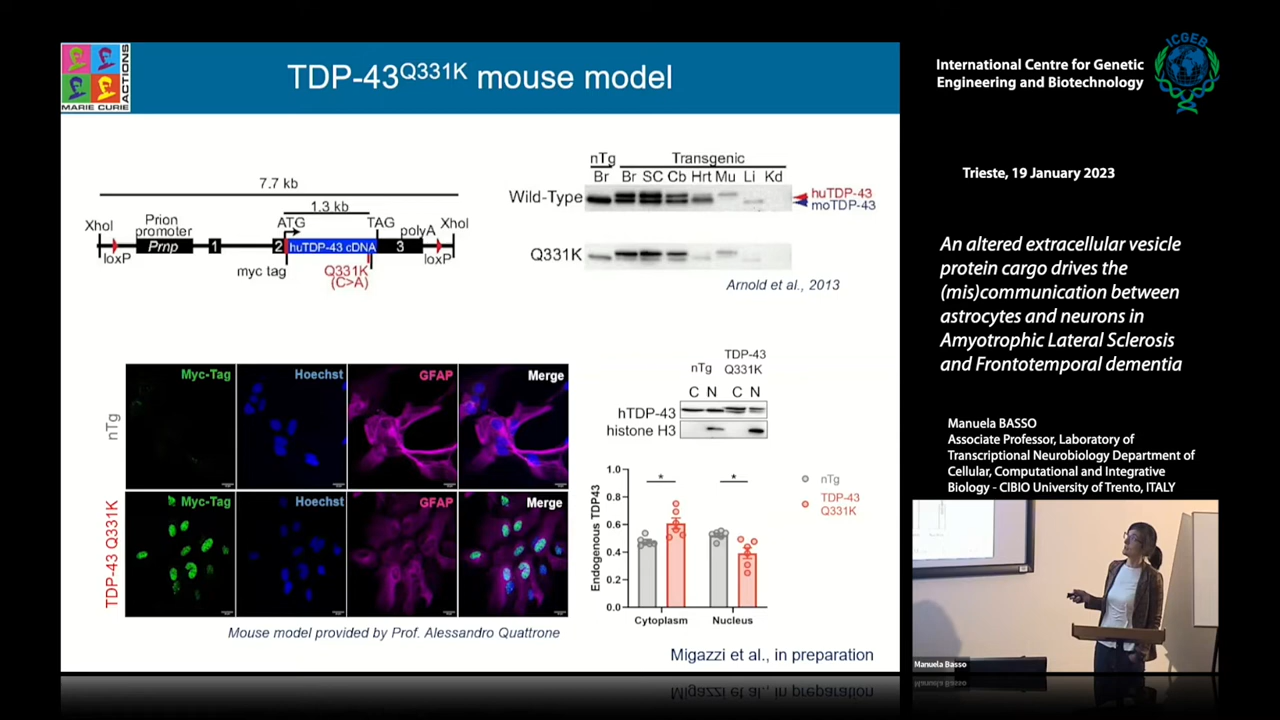 MARIE CURIE
ACTIONS
TDP-43Q331K mouse model
7.7 kb
1.3 kb
XhoI
Prion
promoter
ATG
TAG
polyA
XhoI
Prnp
1
2
huTDP-43 cDNA
3
loxP
loxP
myc tag
Q331K
(C>A)
nTg
Transgenic
Br
Br
SC
Cb
Hrt
Mu
Li
Kd
Wild-Type
huTDP-43
moTDP-43
Q331K
Arnold et al., 2013
nTg
Myc-Tag
Hoechst
GFAP
Merge
TDP-43 Q331K
Myc-Tag
Hoechst
GFAP
Merge
Mouse model provided by Prof. Alessandro Quattrone
nTg
TDP-43
Q331K
C N C N
hTDP-43
histone H3
Endogenous TDP43
1.0
0.8
0.6
0.4
0.2
0.0
*
*
Cytoplasm
Nucleus
nTg
TDP-43
Q331K
Migazzi et al., in preparation
International Centre for Genetic
Engineering and Biotechnology
ICGEB
Trieste, 19 January 2023
An altered extracellular vesicle
protein cargo drives the
(mis)communication between
astrocytes and neurons in
Amyotrophic Lateral Sclerosis
and Frontotemporal dementia
Manuela BASSO
Associate Professor, Laboratory of
Transcriptional Neurobiology Department of
Cellular, Computational and Integrative
Biology - CIBIO University of Trento, ITALY
Manuela Basso